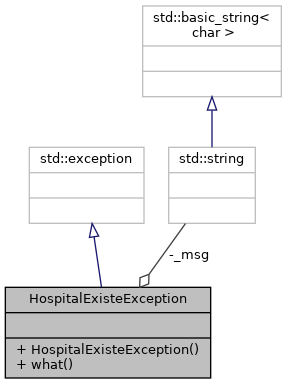 std::basic_string<
char >
std::exception
std::string
-_msg
HospitalExisteException
+ HospitalExisteException()
+ what()